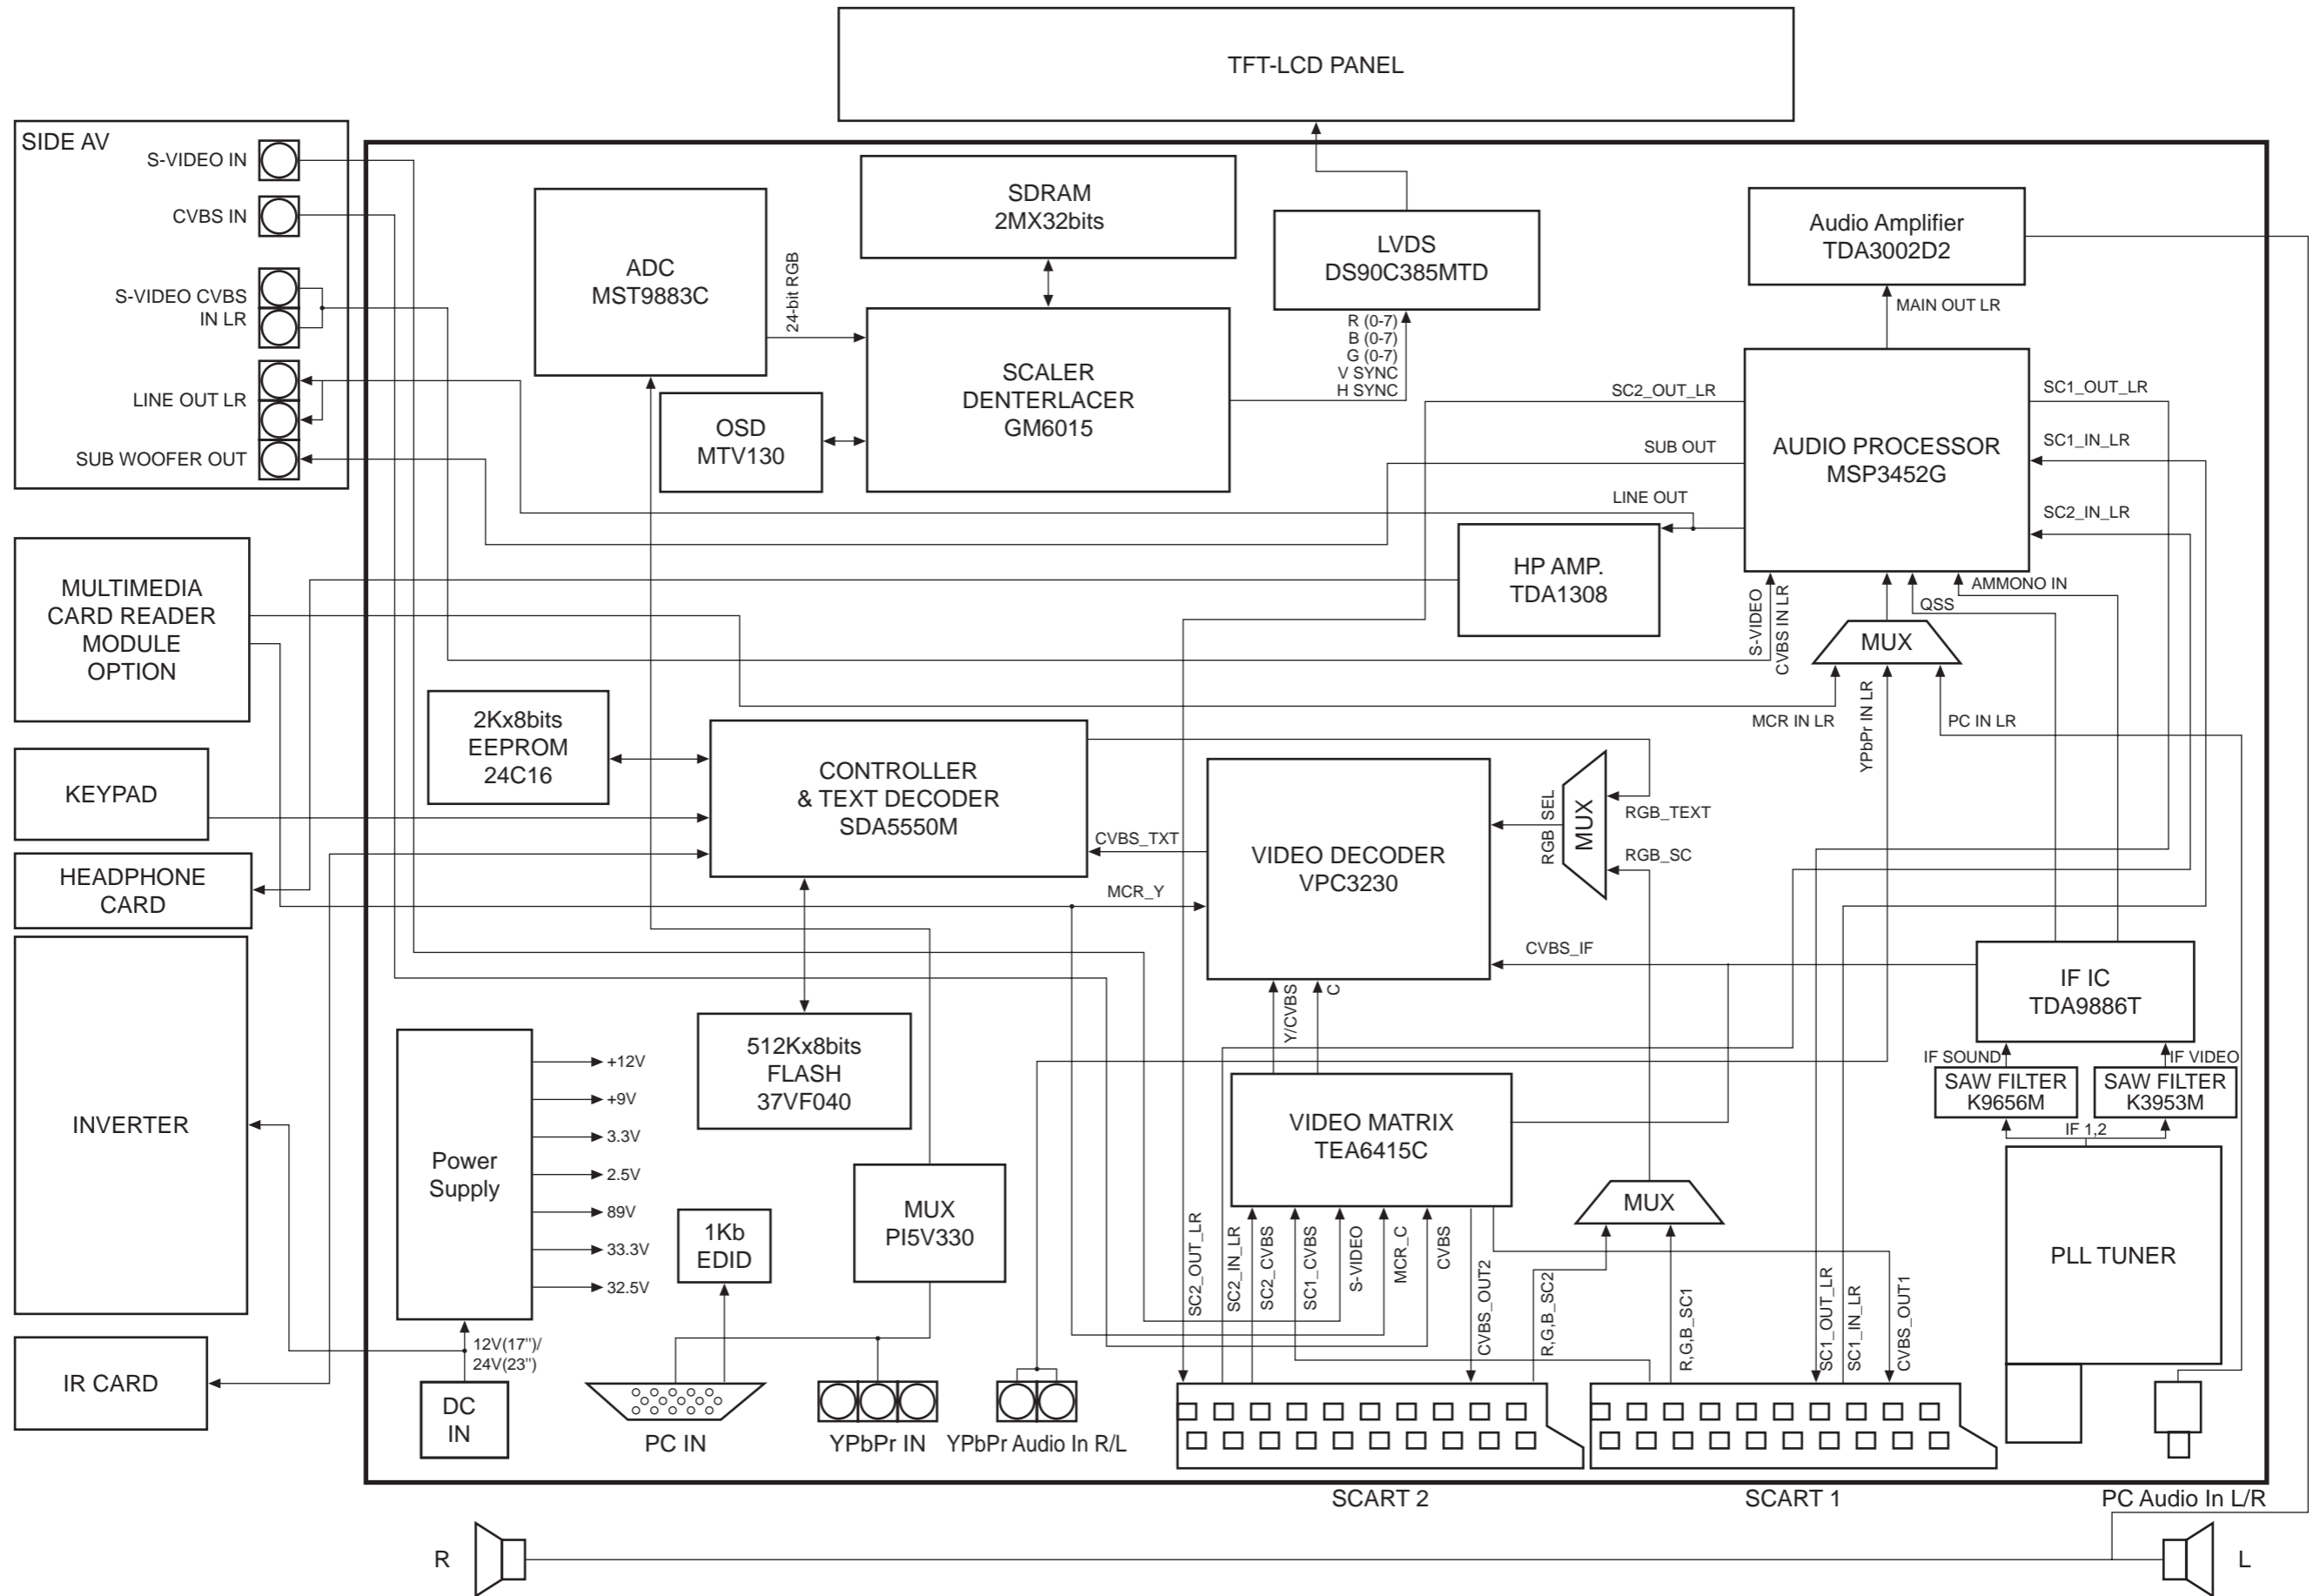 TFT-LCD PANEL
SIDE AV
S-VIDEO IN
CVBS IN
S-VIDEO CVBS
IN LR
LINE OUT LR
SUB WOOFER OUT
ADC
MST9883C
24-bit RGB
SDRAM
2MX32bits
LVDS
DS90C385MTD
R (0-7)
B (0-7)
G (0-7)
V SYNC
H SYNC
Audio Amplifier
TDA3002D2
MAIN OUT LR
OSD
MTV130
SCALER
DENTERLACER
GM6015
SC2_OUT_LR
SUB OUT
LINE OUT
AUDIO PROCESSOR
MSP3452G
SC1_OUT_LR
SC1_IN_LR
SC2_IN_LR
MULTIMEDIA
CARD READER
MODULE
OPTION
HP AMP.
TDA1308
S-VIDEO
CVBS IN LR
AMMONO IN
QSS
MUX
MCR IN LR
YPbPr IN LR
PC IN LR
2Kx8bits
EEPROM
24C16
KEYPAD
CONTROLLER
& TEXT DECODER
SDA5550M
CVBS_TXT
VIDEO DECODER
VPC3230
RGB SEL
MUX
RGB_TEXT
RGB_SC
HEADPHONE
CARD
MCR_Y
CVBS_IF
Y/CVBS
C
IF IC
TDA9886T
IF SOUND
IF VIDEO
SAW FILTER
K9656M
SAW FILTER
K3953M
IF 1,2
INVERTER
Power
Supply
+12V
+9V
3.3V
2.5V
89V
33.3V
32.5V
512Kx8bits
FLASH
37VF040
VIDEO MATRIX
TEA6415C
1Kb
EDID
MUX
PI5V330
MUX
PLL TUNER
SC2_OUT_LR
SC2_IN_LR
SC2_CVBS
SC1_CVBS
S-VIDEO
MCR_C
CVBS
CVBS_OUT2
R,G,B_SC2
R,G,B_SC1
SC1_OUT_LR
SC1_IN_LR
CVBS_OUT1
12V(17")/
24V(23")
IR CARD
DC
IN
PC IN
YPbPr IN
YPbPr Audio In R/L
SCART 2
SCART 1
PC Audio In L/R
R
L